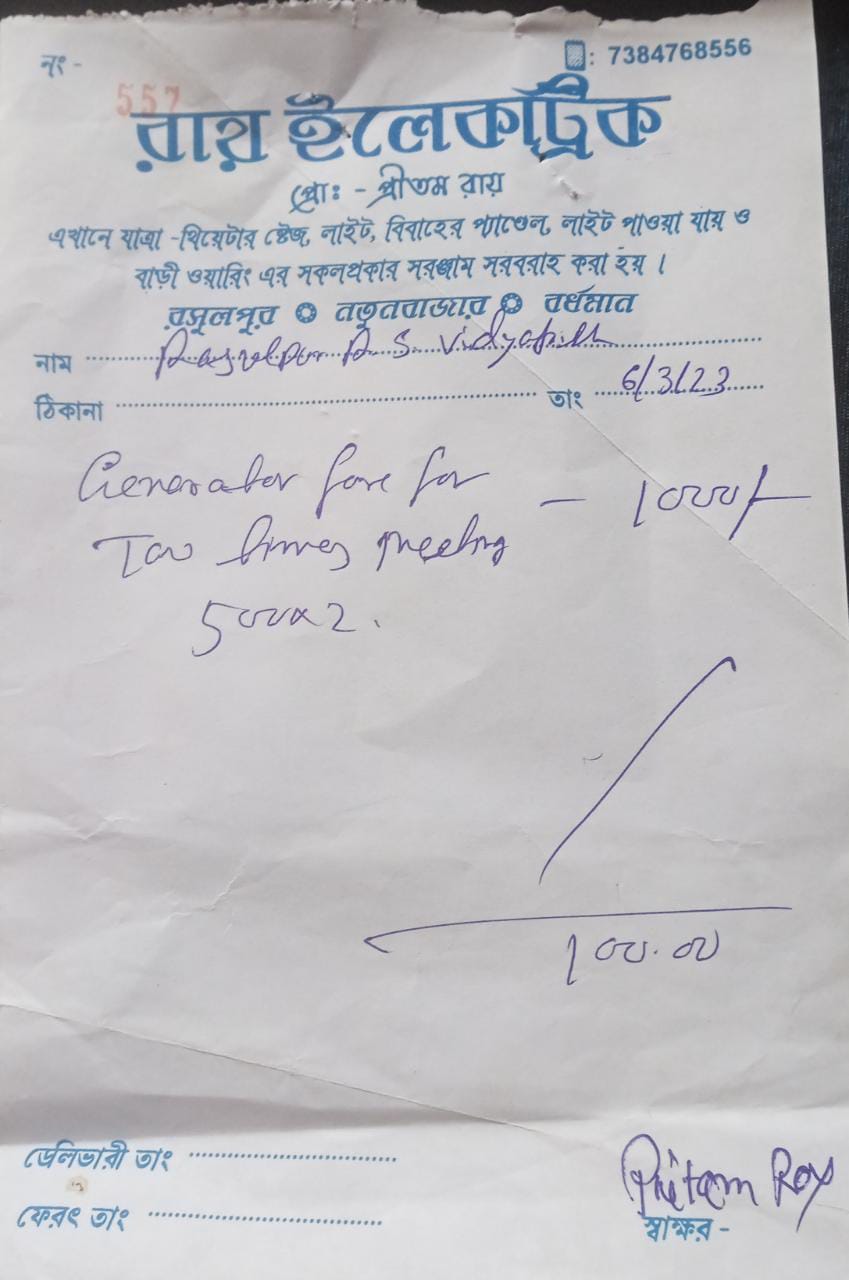 নং - 557
: 7384768556
রায় ইলেকট্রিক
প্রোঃ - প্রীতম রায়
এখানে যাত্রা -থিয়েটার ষ্টেজ, লাইট, বিবাহের প্যাণ্ডেল, লাইট পাওয়া যায় ও
বাড়ী ওয়ারিং এর সকলপ্রকার সরঞ্জাম সরবরাহ করা হয় ।
রসুলপুর নতুনবাজার বর্ধমান
নাম Rasulpur B. S. Vidyapith
ঠিকানা
তাং 6/3/23
Generator fare for - 1000/-
Two times meeting
500x2.
100.00
ডেলিভারী তাং
ফেরৎ তাং
Pritam Roy
স্বাক্ষর -